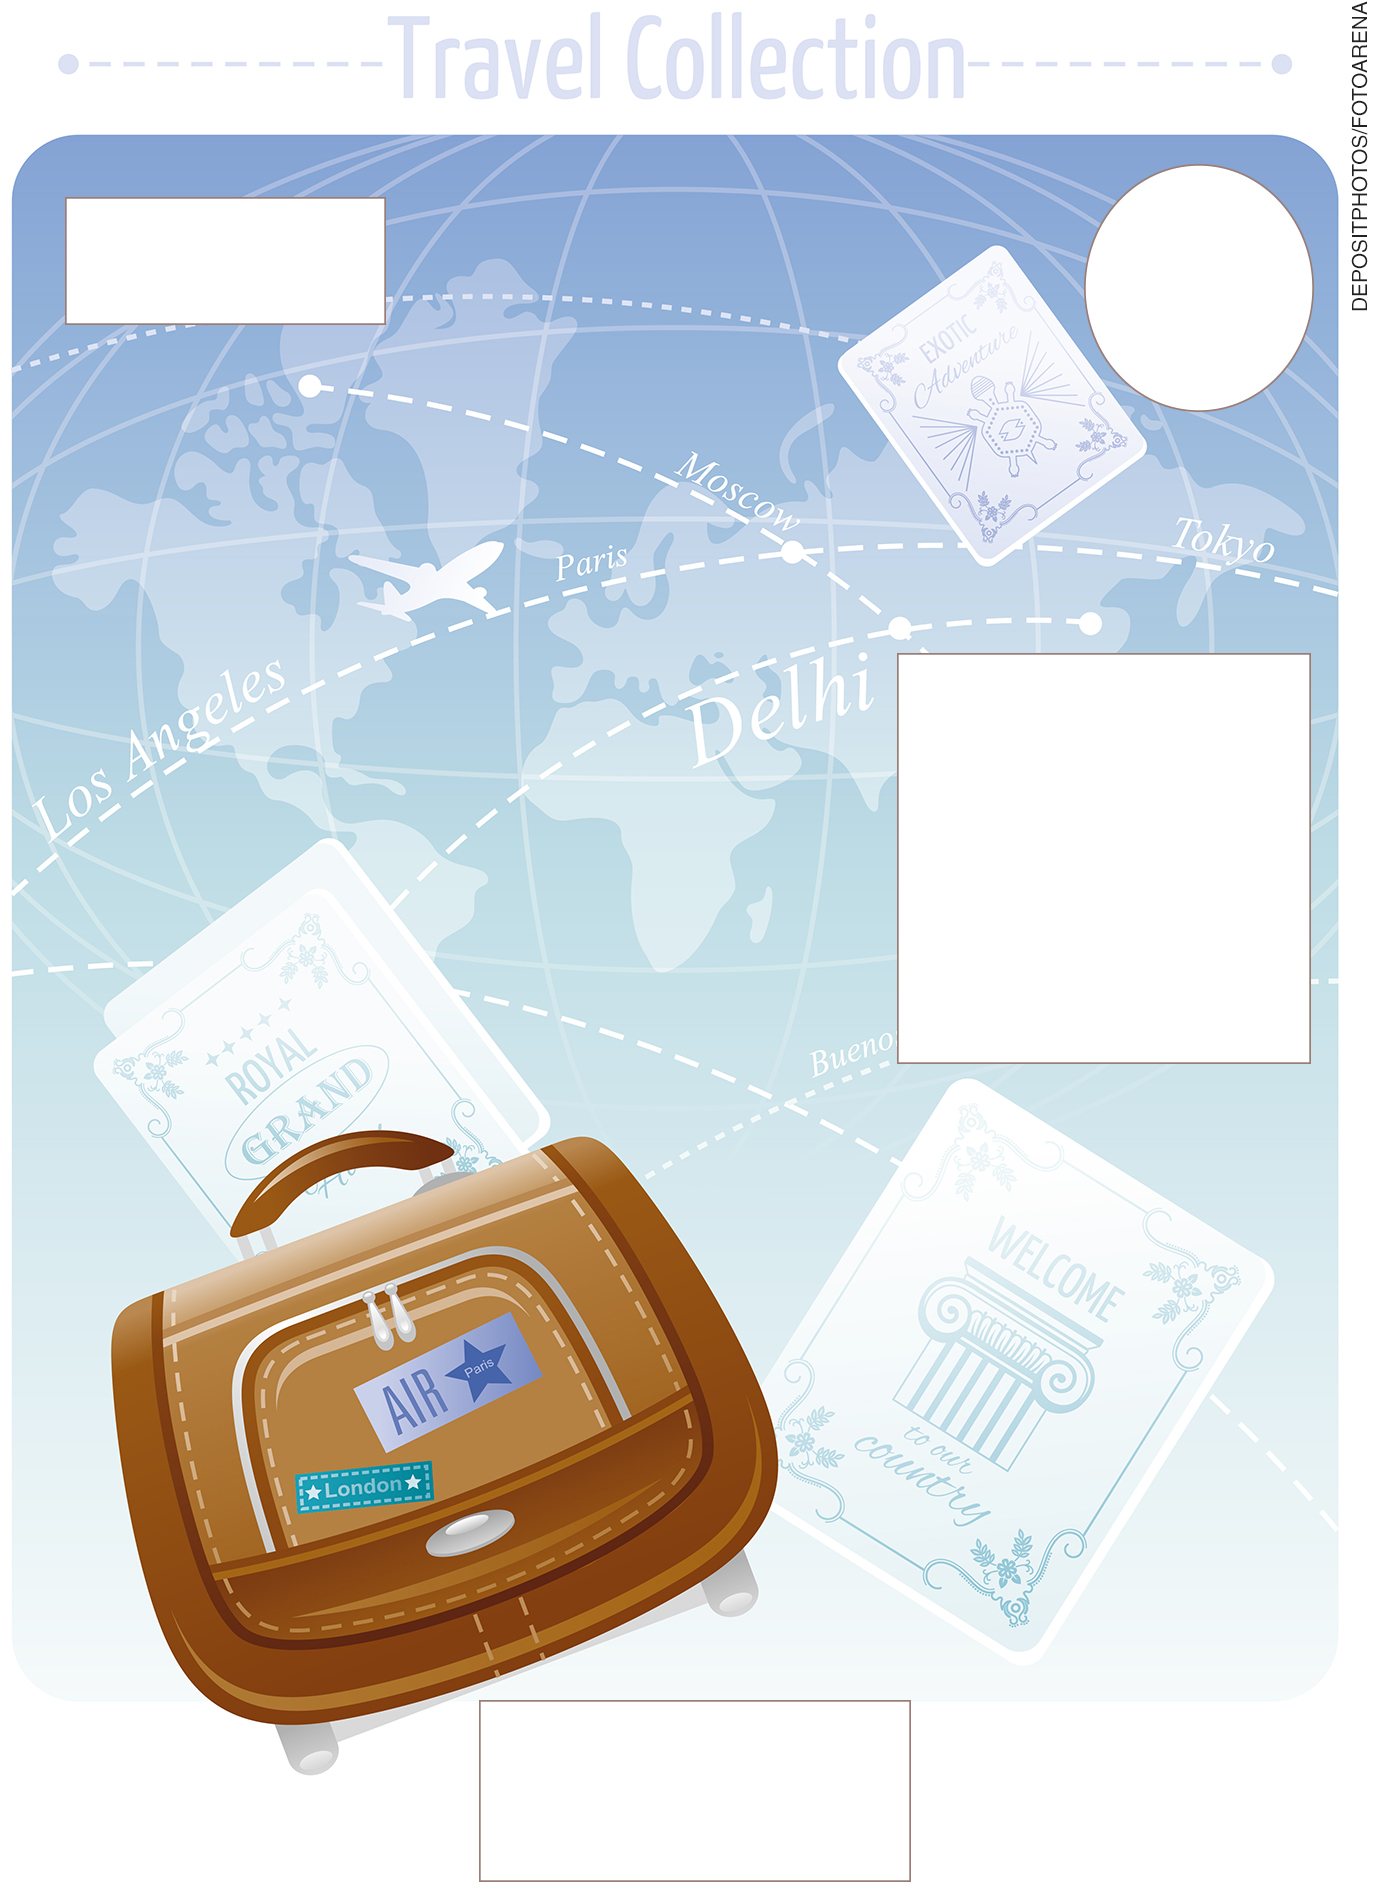 Travel Collection
DEPOSITPHOTOS/FOTOARENA
EXOTIC
Adventure
Moscow
Tokyo
Paris
Los Angeles
Delhi
Bueno
ROYAL
GRAND
WELCOME
to our
country
AIR
Paris
London